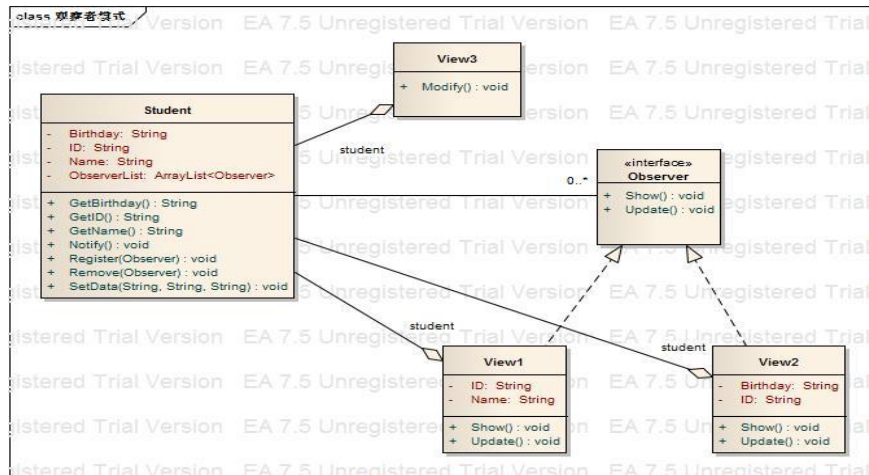 class 观察者模式
View3
+ Modify() : void
Student
- Birthday: String
- ID: String
- Name: String
- ObserverList: ArrayList<Observer>
+ GetBirthday() : String
+ GetID() : String
+ GetName() : String
+ Notify() : void
+ Register(Observer) : void
+ Remove(Observer) : void
+ SetData(String, String, String) : void
student
0..*
«interface»
Observer
+ Show() : void
+ Update() : void
student
student
View1
- ID: String
- Name: String
+ Show() : void
+ Update() : void
View2
- Birthday: String
- ID: String
+ Show() : void
+ Update() : void
EA 7.5 Unregistered Trial Version